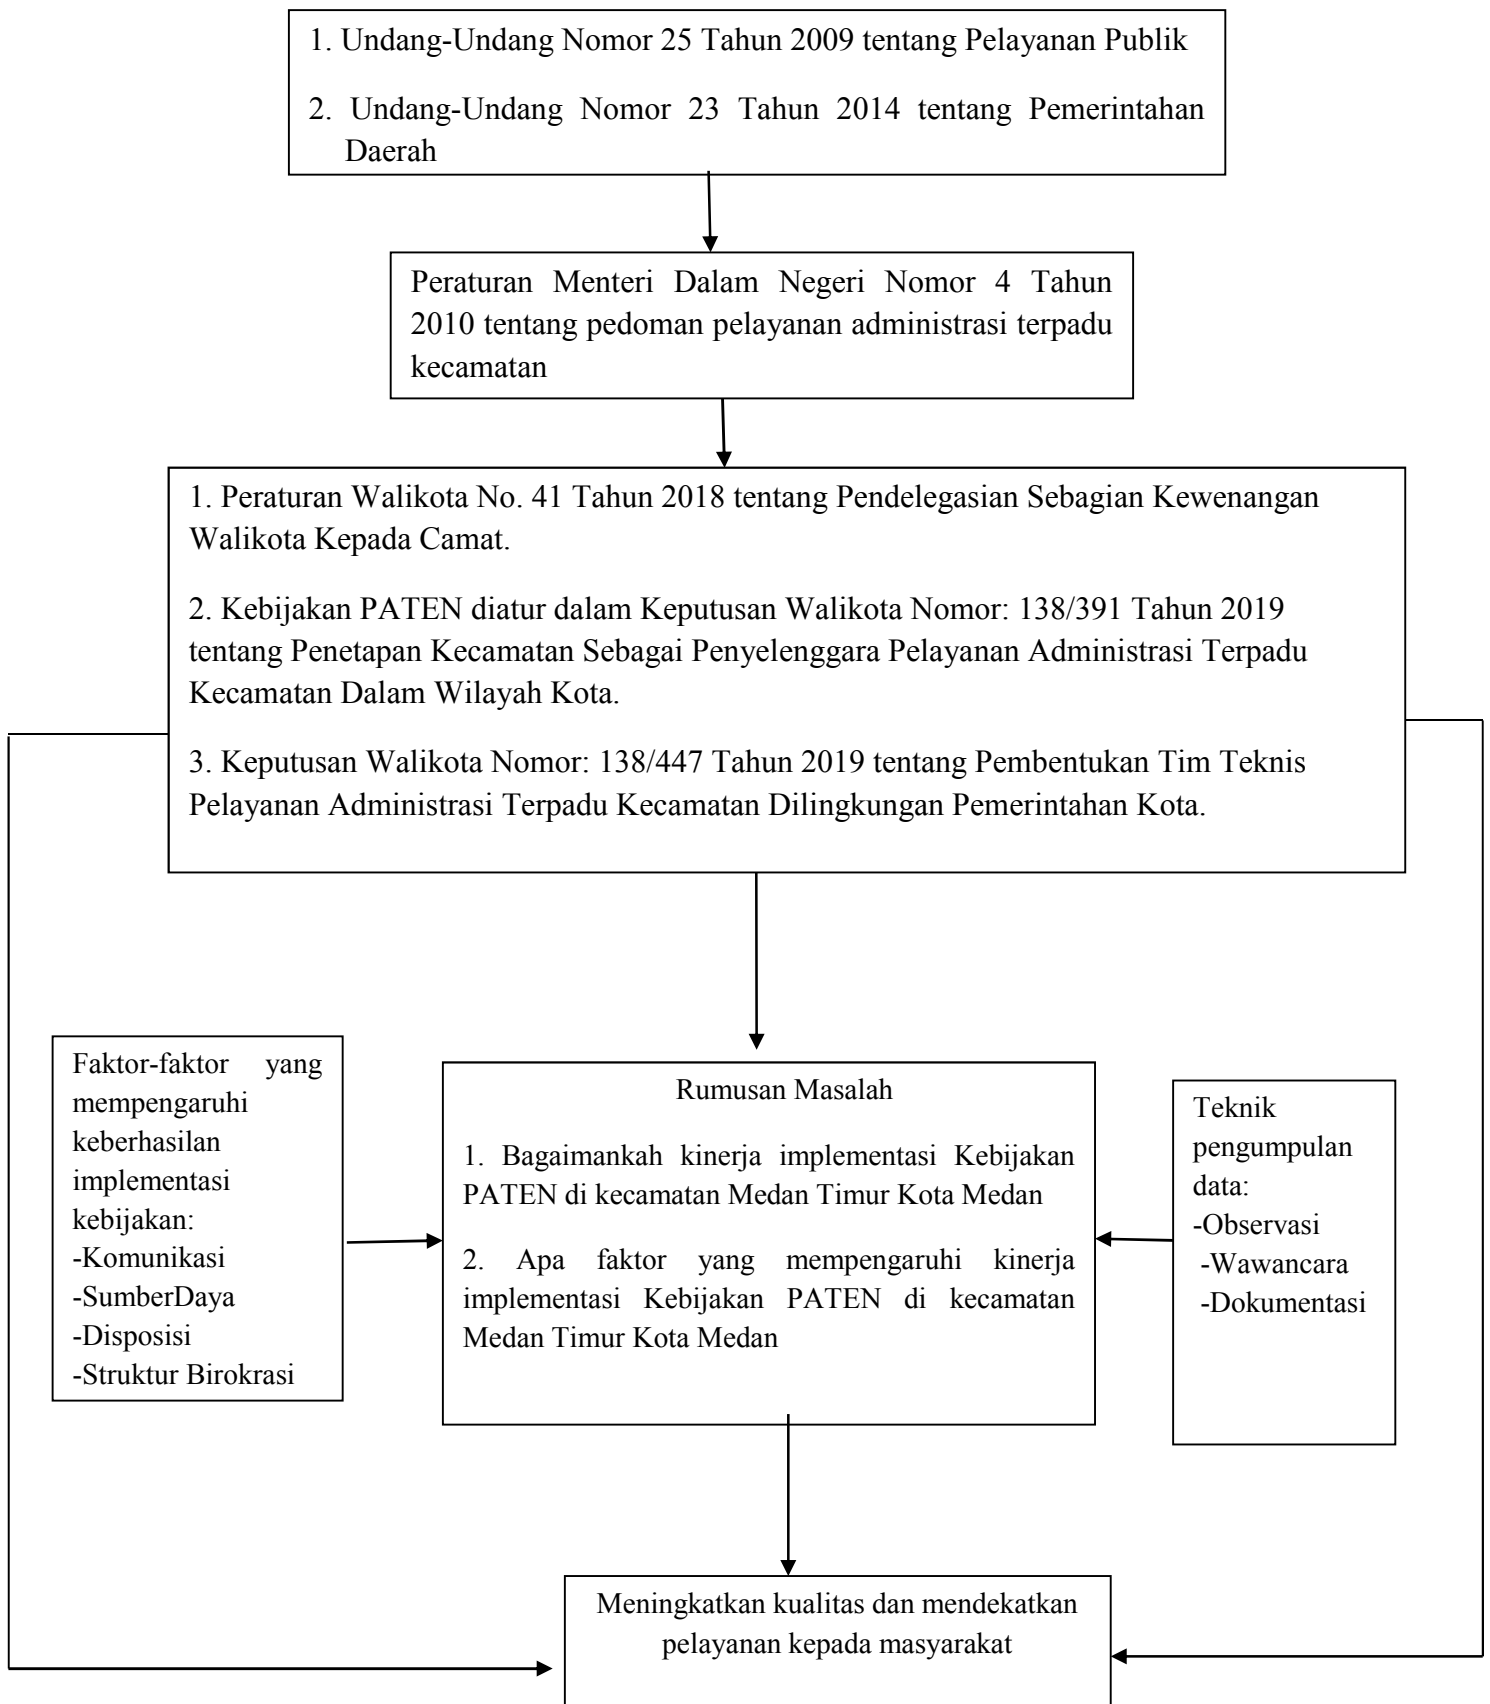 1. Undang-Undang Nomor 25 Tahun 2009 tentang Pelayanan Publik
2. Undang-Undang Nomor 23 Tahun 2014 tentang Pemerintahan
Daerah
Peraturan Menteri Dalam Negeri Nomor 4 Tahun
2010 tentang pedoman pelayanan administrasi terpadu
kecamatan
1. Peraturan Walikota No. 41 Tahun 2018 tentang Pendelegasian Sebagian Kewenangan
Walikota Kepada Camat.
2. Kebijakan PATEN diatur dalam Keputusan Walikota Nomor: 138/391 Tahun 2019
tentang Penetapan Kecamatan Sebagai Penyelenggara Pelayanan Administrasi Terpadu
Kecamatan Dalam Wilayah Kota.
3. Keputusan Walikota Nomor: 138/447 Tahun 2019 tentang Pembentukan Tim Teknis
Pelayanan Administrasi Terpadu Kecamatan Dilingkungan Pemerintahan Kota.
Faktor-faktor yang
mempengaruhi
keberhasilan
implementasi
kebijakan:
-Komunikasi
-SumberDaya
-Disposisi
-Struktur Birokrasi
Rumusan Masalah
1. Bagaimankah kinerja implementasi Kebijakan
PATEN di kecamatan Medan Timur Kota Medan
2. Apa faktor yang mempengaruhi kinerja
implementasi Kebijakan PATEN di kecamatan
Medan Timur Kota Medan
Teknik
pengumpulan
data:
-Observasi
-Wawancara
-Dokumentasi
Meningkatkan kualitas dan mendekatkan
pelayanan kepada masyarakat